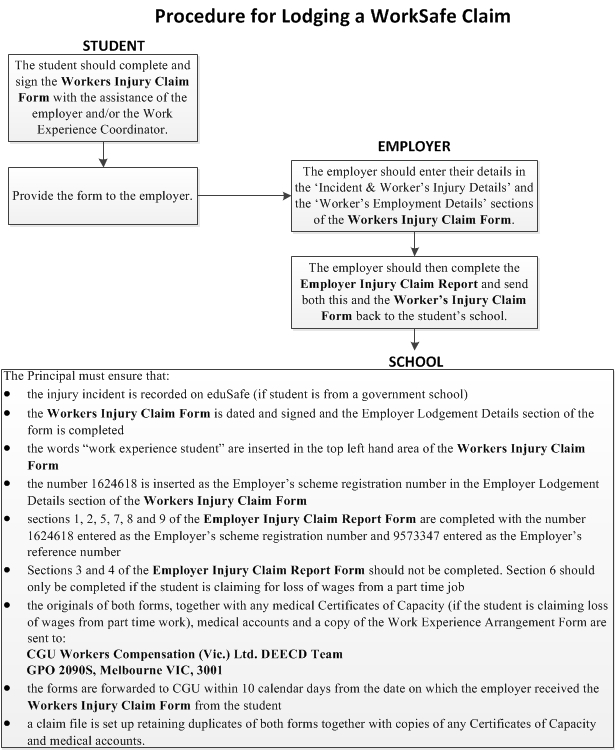 Procedure for Lodging a WorkSafe Claim
STUDENT
The student should complete and
sign the Workers Injury Claim
Form with the assistance of the
employer and/or the Work
Experience Coordinator.
Provide the form to the employer.
EMPLOYER
The employer should enter their details in
the ‘Incident & Worker’s Injury Details’ and
the ‘Worker’s Employment Details’ sections
of the Workers Injury Claim Form.
The employer should then complete the
Employer Injury Claim Report and send
both this and the Worker’s Injury Claim
Form back to the student’s school.
SCHOOL
The Principal must ensure that:
• the injury incident is recorded on eduSafe (if student is from a government school)
• the Workers Injury Claim Form is dated and signed and the Employer Lodgement Details section of the
form is completed
• the words “work experience student” are inserted in the top left hand area of the Workers Injury Claim
Form
• the number 1624618 is inserted as the Employer’s scheme registration number in the Employer Lodgement
Details section of the Workers Injury Claim Form
• sections 1, 2, 5, 7, 8 and 9 of the Employer Injury Claim Report Form are completed with the number
1624618 entered as the Employer’s scheme registration number and 9573347 entered as the Employer’s
reference number
• Sections 3 and 4 of the Employer Injury Claim Report Form should not be completed. Section 6 should
only be completed if the student is claiming for loss of wages from a part time job
• the originals of both forms, together with any medical Certificates of Capacity (if the student is claiming loss
of wages from part time work), medical accounts and a copy of the Work Experience Arrangement Form are
sent to:
CGU Workers Compensation (Vic.) Ltd. DEECD Team
GPO 2090S, Melbourne VIC, 3001
• the forms are forwarded to CGU within 10 calendar days from the date on which the employer received the
Workers Injury Claim Form from the student
• a claim file is set up retaining duplicates of both forms together with copies of any Certificates of Capacity
and medical accounts.